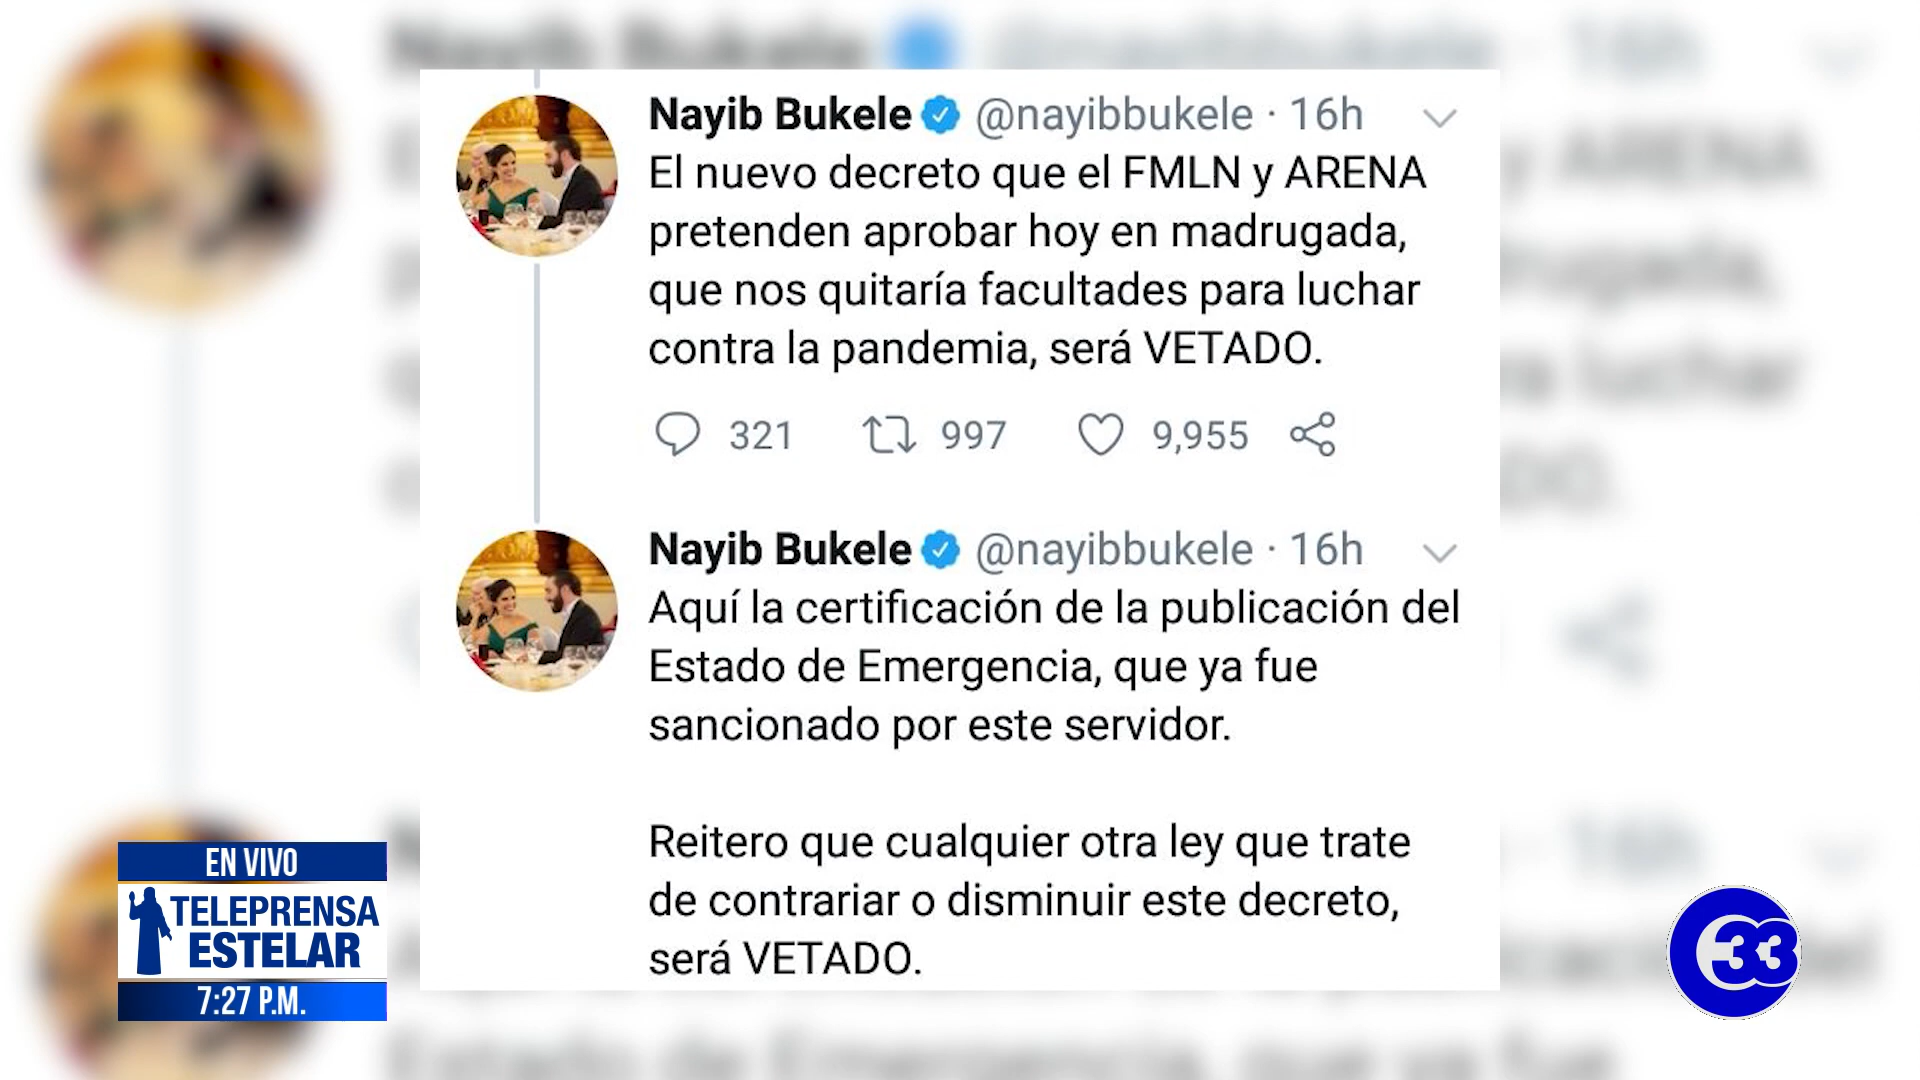 Nayib Bukele @nayibbukele · 16h
El nuevo decreto que el FMLN y ARENA
pretenden aprobar hoy en madrugada,
que nos quitaría facultades para luchar
contra la pandemia, será VETADO.
321 997 9,955
Nayib Bukele @nayibbukele · 16h
Aquí la certificación de la publicación del
Estado de Emergencia, que ya fue
sancionado por este servidor.
Reitero que cualquier otra ley que trate
de contrariar o disminuir este decreto,
será VETADO.
EN VIVO
TELEPRENSA
ESTELAR
7:27 P.M.
33